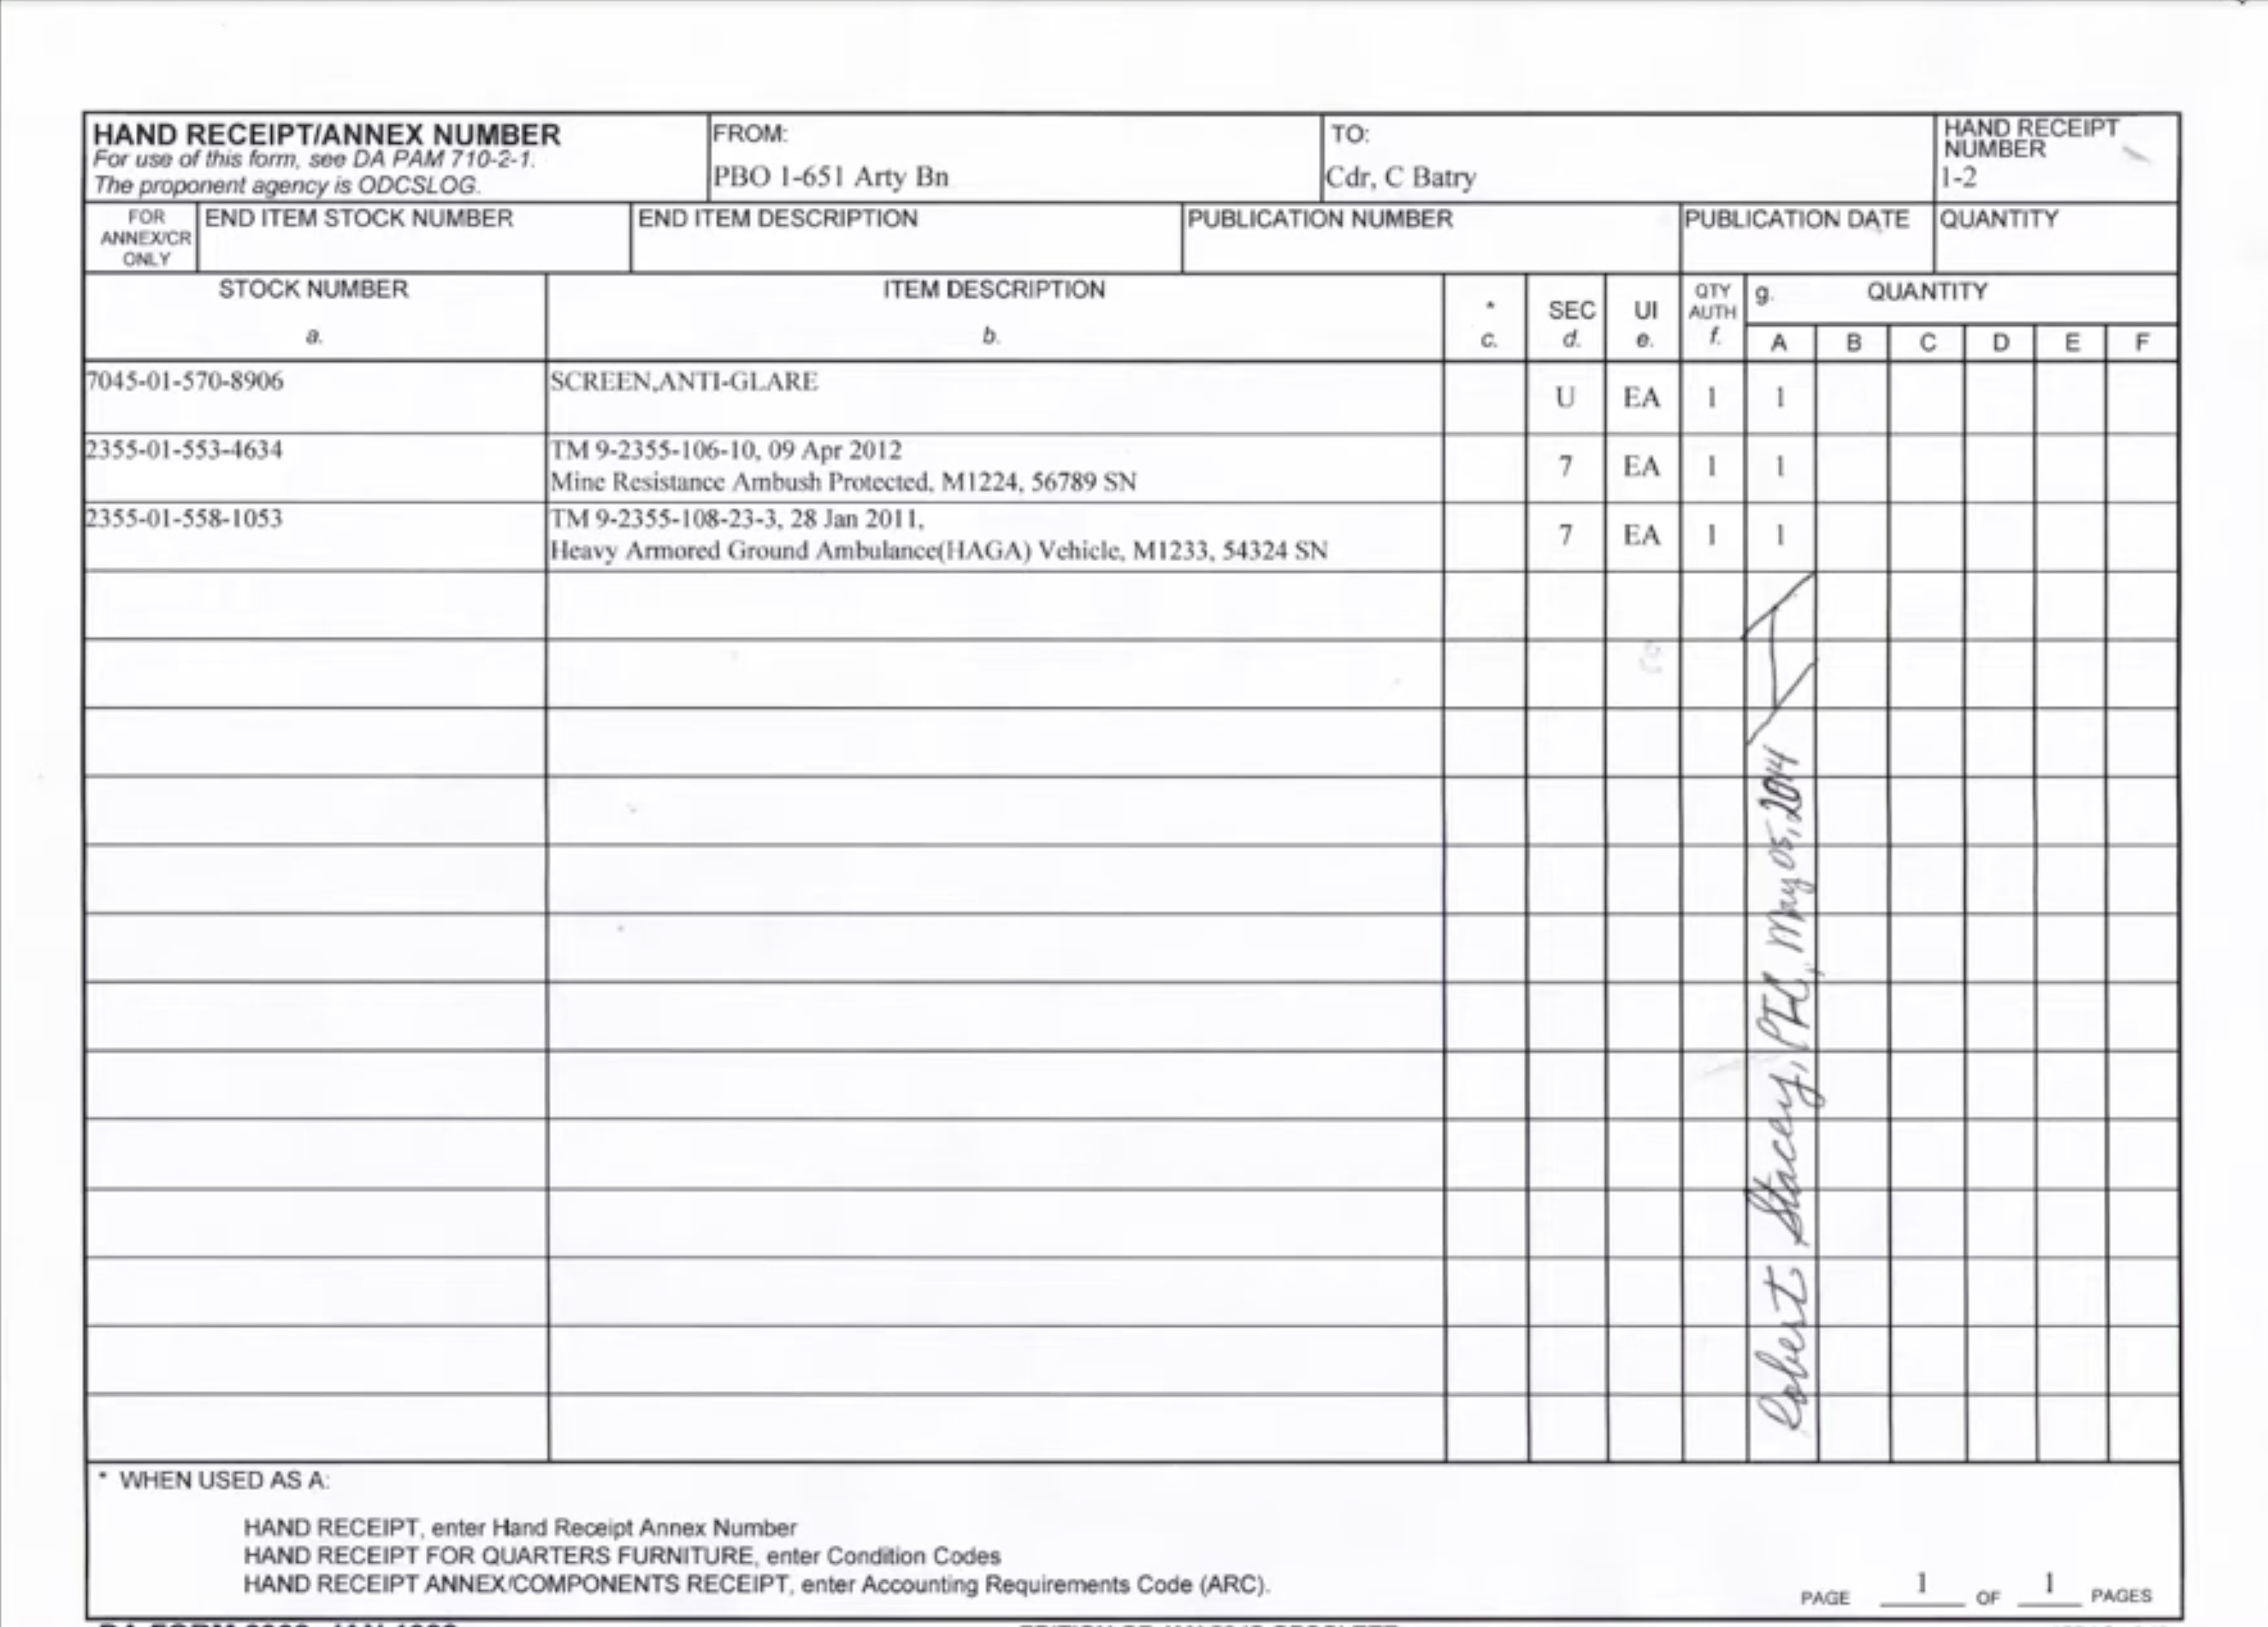 HAND RECEIPT/ANNEX NUMBER
For use of this form, see DA PAM 710-2-1.
The proponent agency is ODCSLOG.
FROM:
PBO 1-651 Arty Bn
TO:
Cdr, C Batry
HAND RECEIPT
NUMBER
1-2
FOR
ANNEX/CR
ONLY
END ITEM STOCK NUMBER
END ITEM DESCRIPTION
PUBLICATION NUMBER
PUBLICATION DATE
QUANTITY
STOCK NUMBER
a.
ITEM DESCRIPTION
b.
*
c.
SEC
d.
UI
e.
QTY
AUTH
f.
g. QUANTITY
A B C D E F
7045-01-570-8906 SCREEN,ANTI-GLARE U EA 1 1
2355-01-553-4634 TM 9-2355-106-10, 09 Apr 2012
Mine Resistance Ambush Protected, M1224, 56789 SN 7 EA 1 1
2355-01-558-1053 TM 9-2355-108-23-3, 28 Jan 2011,
Heavy Armored Ground Ambulance(HAGA) Vehicle, M1233, 54324 SN 7 EA 1 1
Robert Stacey, PFC, May 05, 2014
* WHEN USED AS A:
HAND RECEIPT, enter Hand Receipt Annex Number
HAND RECEIPT FOR QUARTERS FURNITURE, enter Condition Codes
HAND RECEIPT ANNEX/COMPONENTS RECEIPT, enter Accounting Requirements Code (ARC).
PAGE 1 OF 1 PAGES